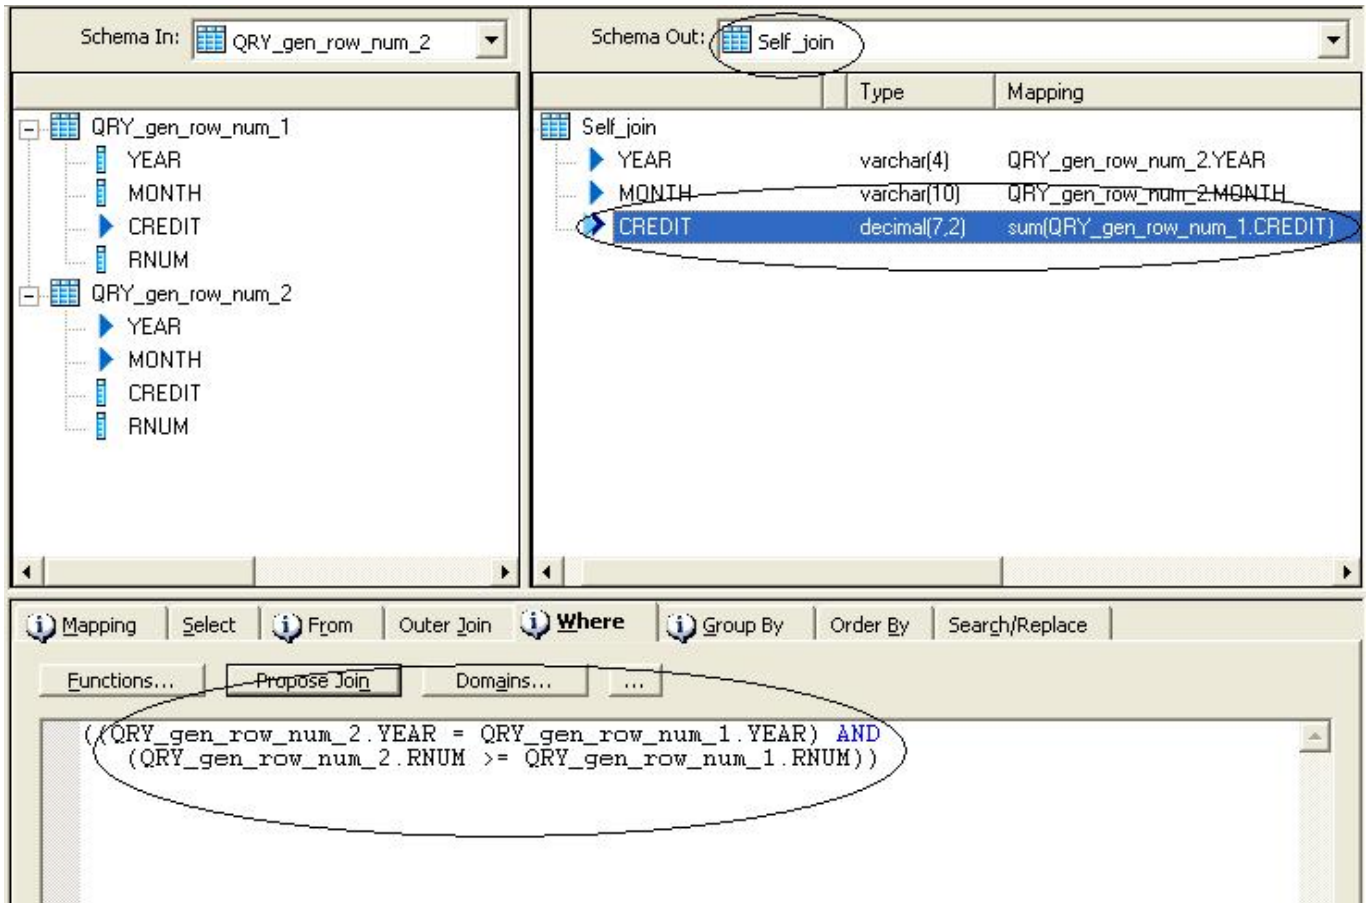 Schema In: QRY_gen_row_num_2
Schema Out: Self_join
QRY_gen_row_num_1
YEAR
MONTH
CREDIT
RNUM
QRY_gen_row_num_2
YEAR
MONTH
CREDIT
RNUM
Type Mapping
Self_join
YEAR varchar(4) QRY_gen_row_num_2.YEAR
MONTH varchar(10) QRY_gen_row_num_2.MONTH
CREDIT decimal(7,2) sum(QRY_gen_row_num_1.CREDIT)
Mapping Select From Outer Join Where Group By Order By Search/Replace
Functions... Propose Join Domains... ...
((QRY_gen_row_num_2.YEAR = QRY_gen_row_num_1.YEAR) AND
(QRY_gen_row_num_2.RNUM >= QRY_gen_row_num_1.RNUM))